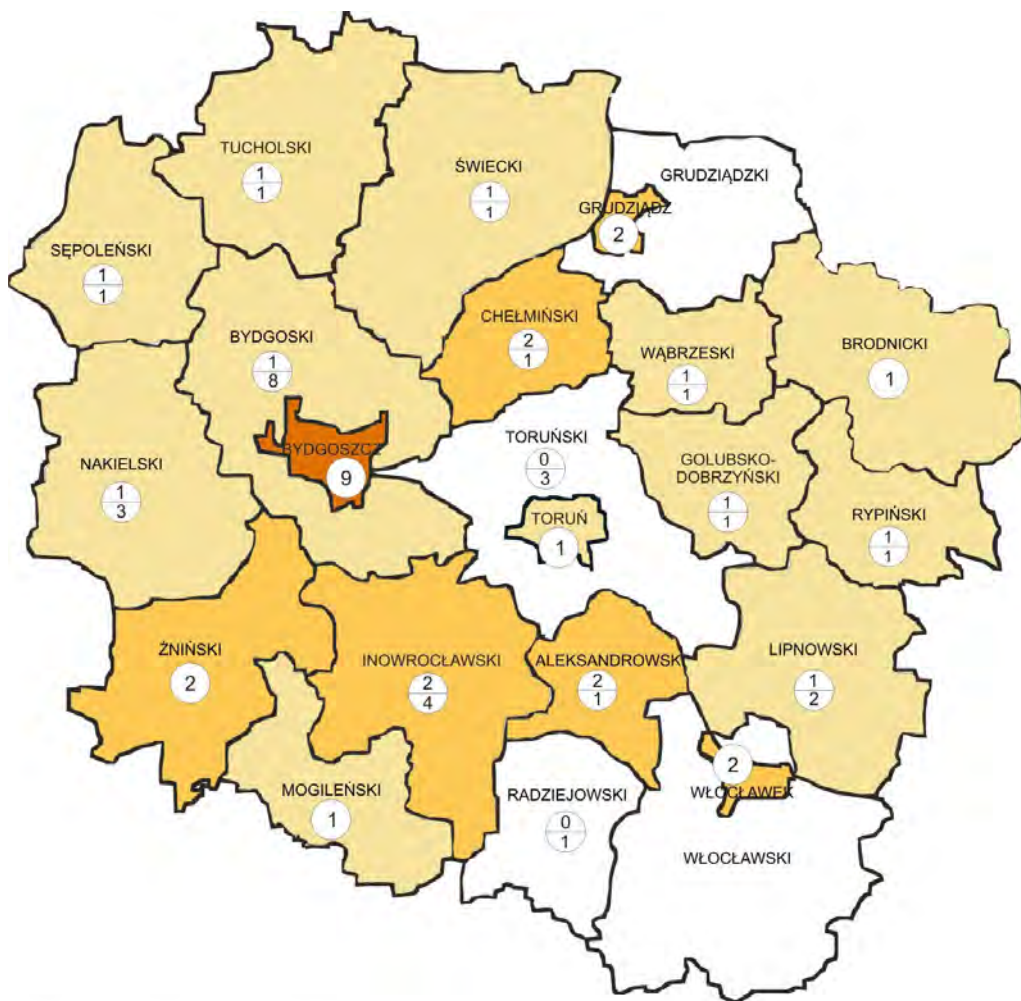 TUCHOLSKI
1
1
ŚWIECKI
1
1
GRUDZIĄDZKI
GRUDZIĄDZ
2
SĘPOLEŃSKI
1
1
CHEŁMIŃSKI
2
1
BYDGOSKI
1
8
WĄBRZESKI
1
1
BRODNICKI
1
BYDGOSZCZ
9
TORUŃSKI
0
3
NAKIELSKI
1
3
GOLUBSKO-
DOBRZYŃSKI
1
1
RYPIŃSKI
1
1
TORUŃ
1
ŻNIŃSKI
2
INOWROCŁAWSKI
2
4
ALEKSANDROWSKI
2
1
LIPNOWSKI
1
2
2
WŁOCŁAWEK
MOGILEŃSKI
1
RADZIEJOWSKI
0
1
WŁOCŁAWSKI